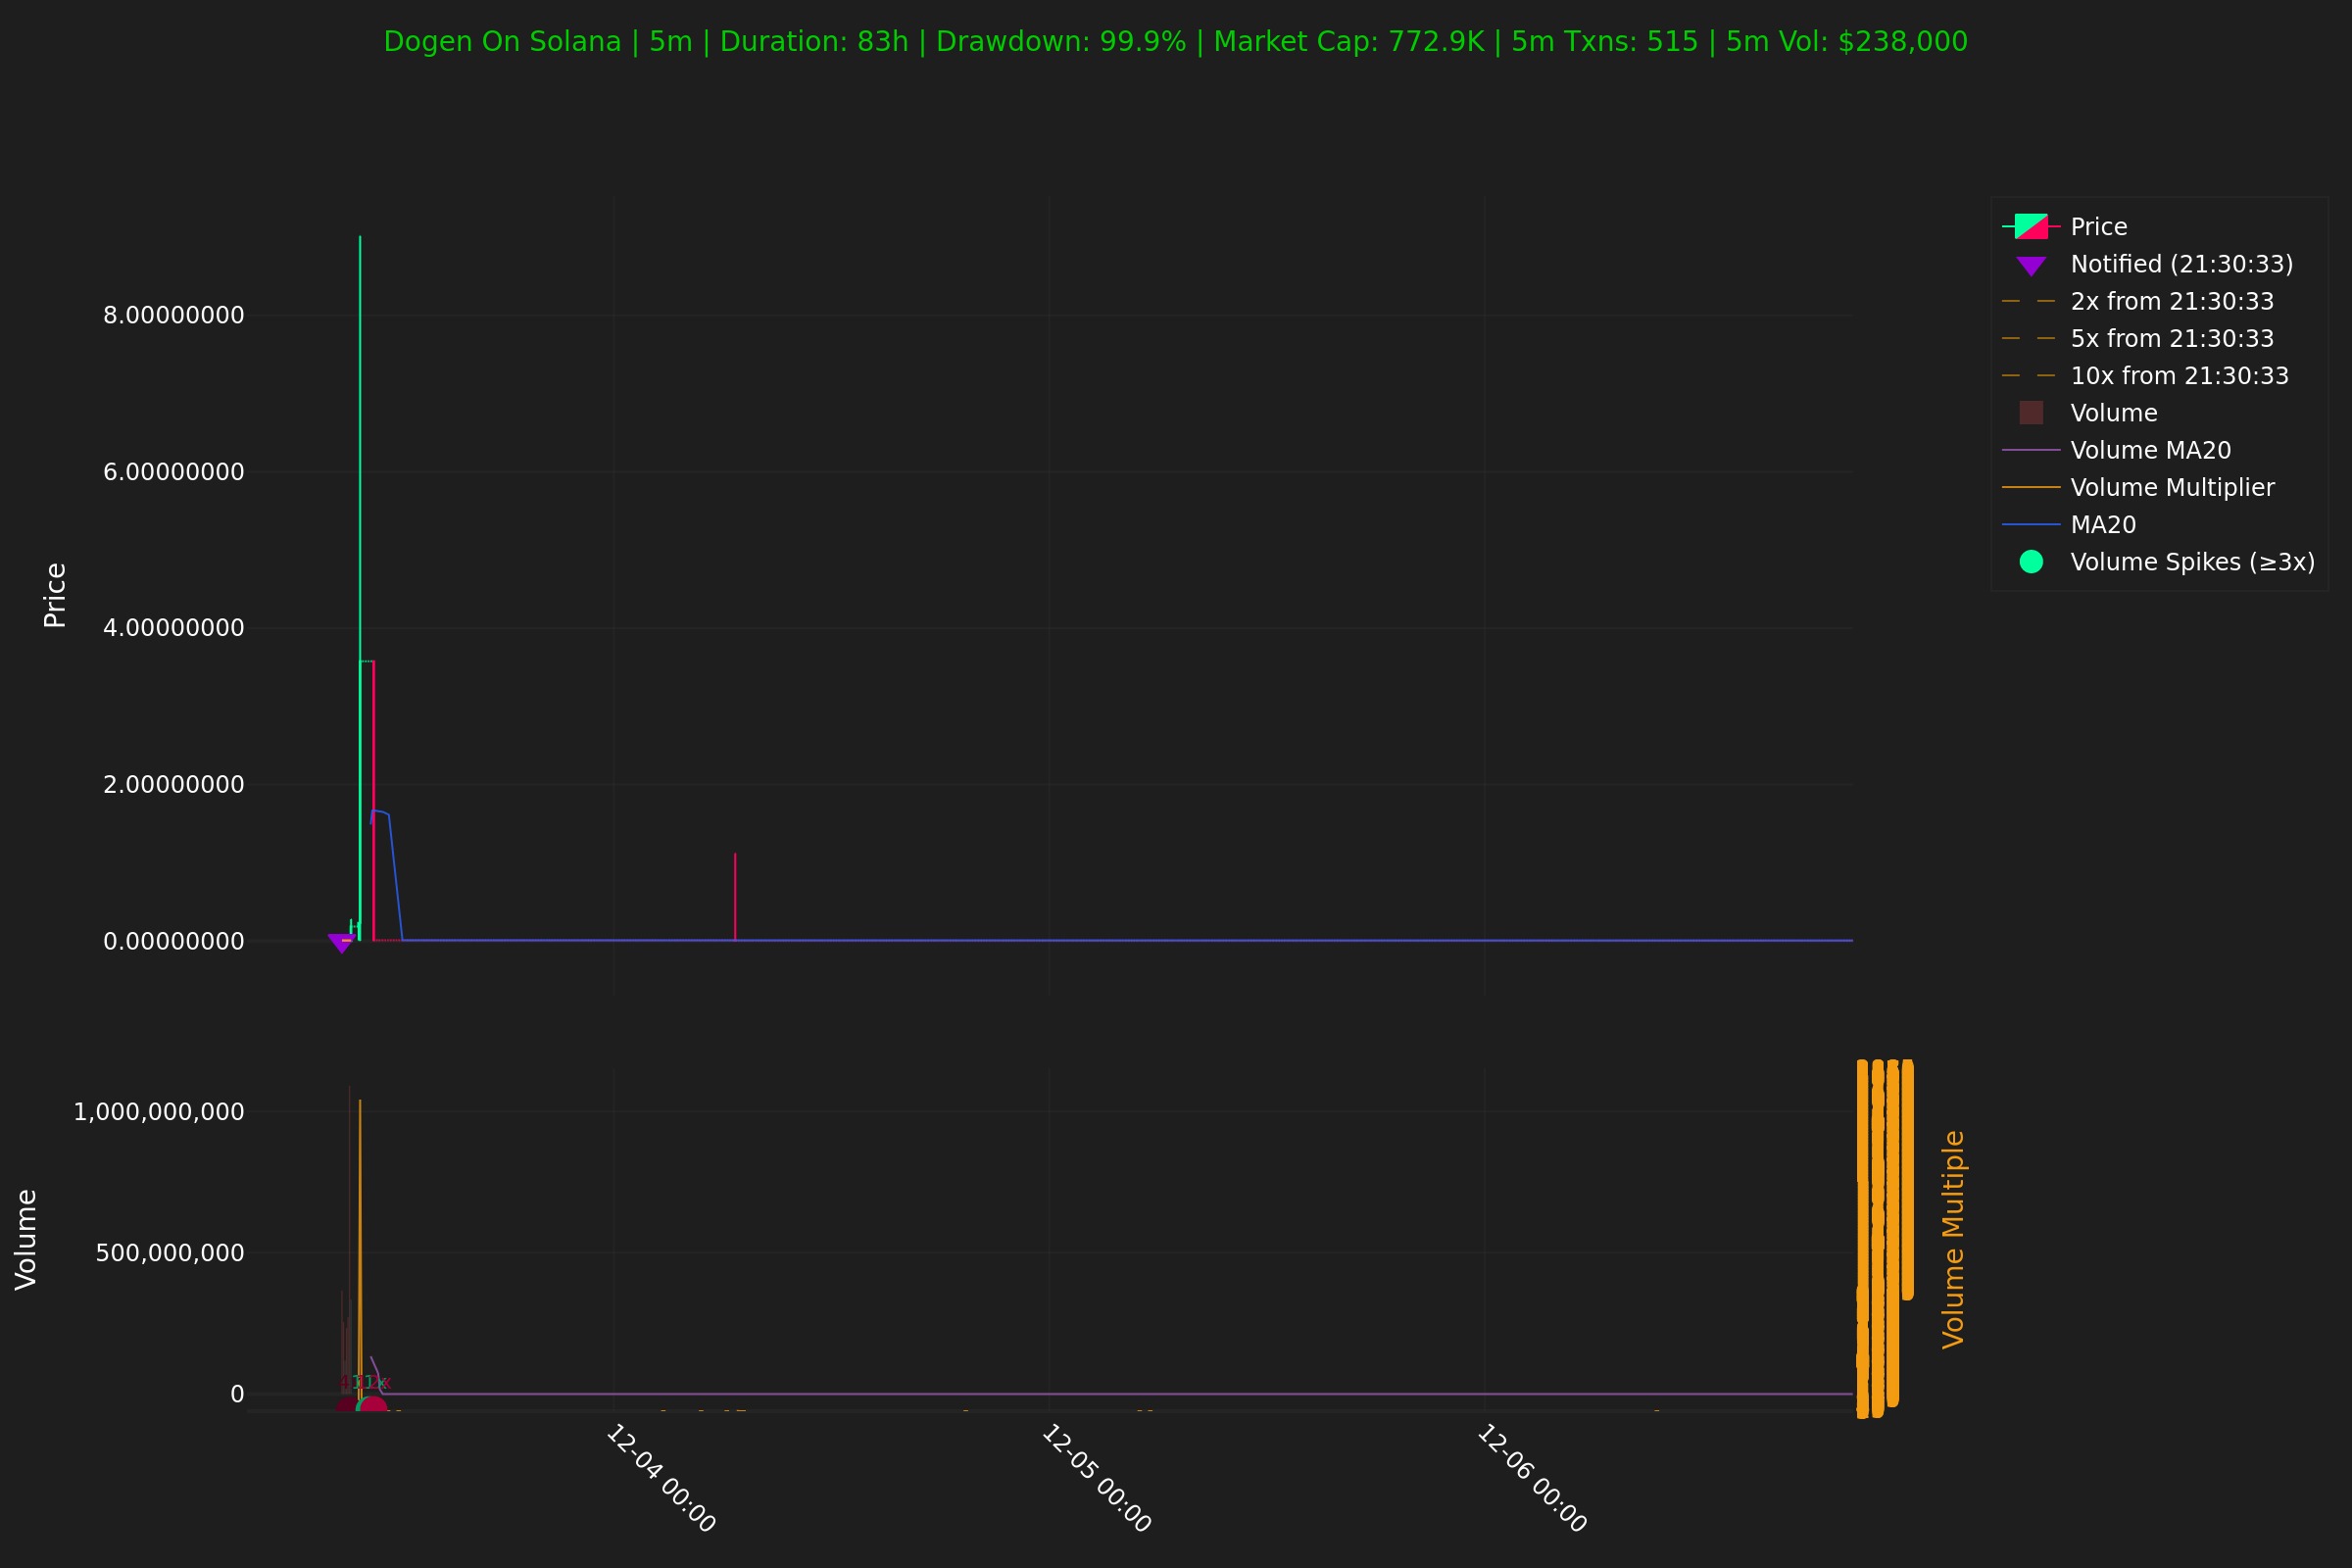 Dogen On Solana | 5m | Duration: 83h | Drawdown: 99.9% | Market Cap: 772.9K | 5m Txns: 515 | 5m Vol: $238,000
Price
8.00000000
6.00000000
4.00000000
2.00000000
0.00000000
Price
Notified (21:30:33)
2x from 21:30:33
5x from 21:30:33
10x from 21:30:33
Volume
Volume MA20
Volume Multiplier
MA20
Volume Spikes (≥3x)
Volume
1,000,000,000
500,000,000
0
Volume Multiple
12-04 00:00
12-05 00:00
12-06 00:00